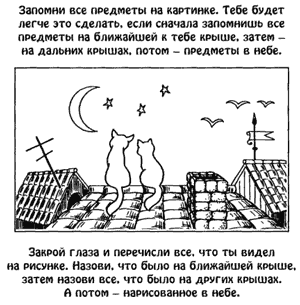 Запомни все предметы на картинке. Тебе будет
легче это сделать, если сначала запомнишь все
предметы на ближайшей к тебе крыше, затем –
на дальних крышах, потом – предметы в небе.
Закрой глаза и перечисли все, что ты видел
на рисунке. Назови, что было на ближайшей крыше,
затем назови все, что было на других крышах.
А потом – нарисованное в небе.